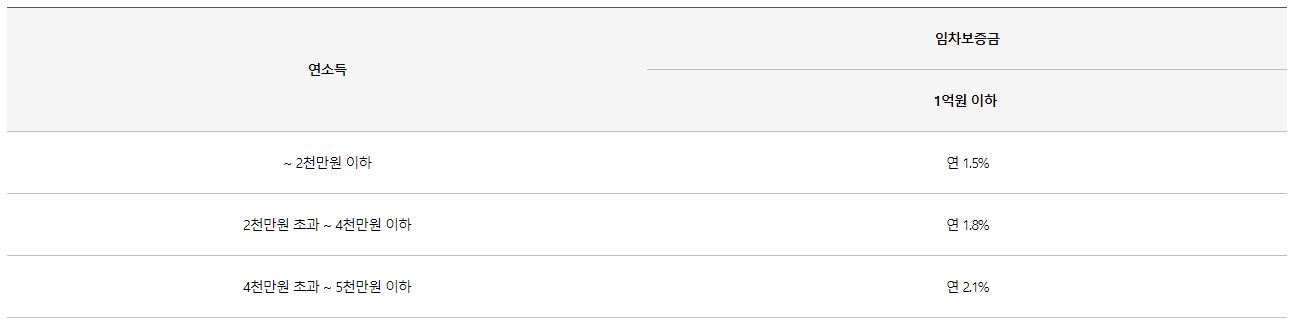 연소득
임차보증금
1억원 이하
~ 2천만원 이하
연 1.5%
2천만원 초과 ~ 4천만원 이하
연 1.8%
4천만원 초과 ~ 5천만원 이하
연 2.1%